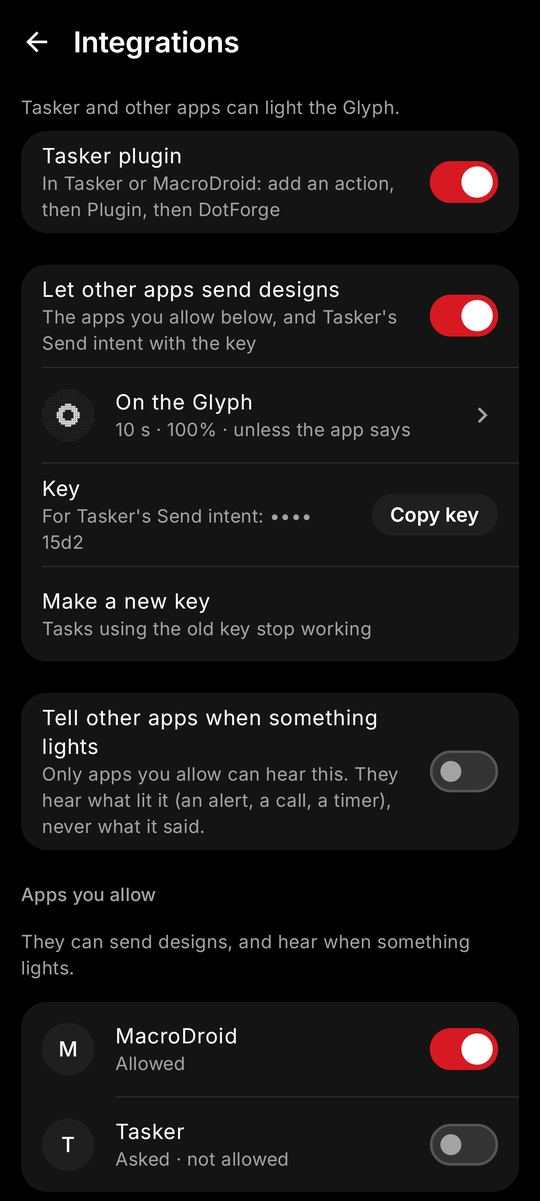 Integrations
Tasker and other apps can light the Glyph.
Tasker plugin
In Tasker or MacroDroid: add an action,
then Plugin, then DotForge
Let other apps send designs
The apps you allow below, and Tasker's
Send intent with the key
On the Glyph
10 s · 100% · unless the app says
Key
For Tasker's Send intent: ••••
15d2
Copy key
Make a new key
Tasks using the old key stop working
Tell other apps when something
lights
Only apps you allow can hear this. They
hear what lit it (an alert, a call, a timer),
never what it said.
Apps you allow
They can send designs, and hear when something
lights.
M
MacroDroid
Allowed
T
Tasker
Asked · not allowed